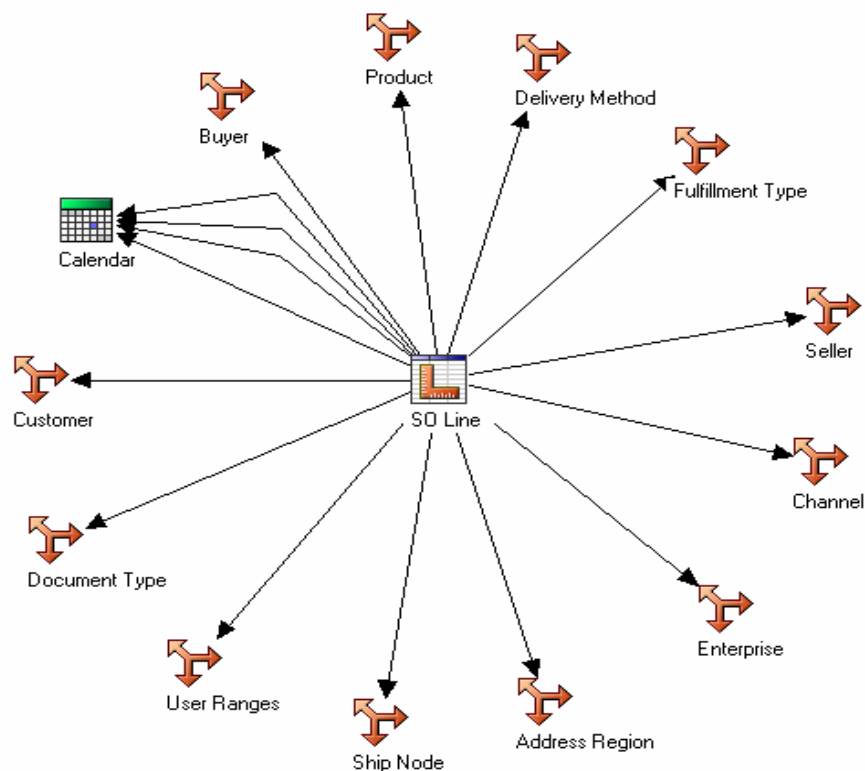 Product
Delivery Method
Buyer
Fulfillment Type
Calendar
Seller
Customer
SO Line
Channel
Document Type
Enterprise
User Ranges
Address Region
Ship Node